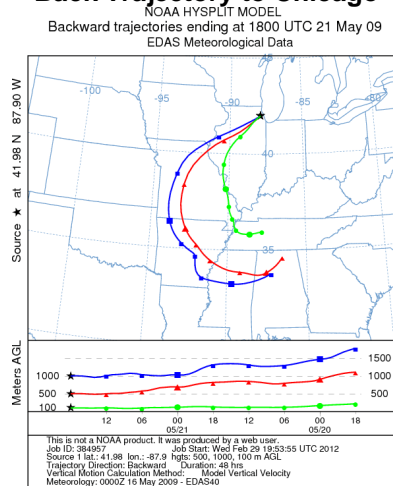 Back Trajectory to Chicago
NOAA HYSPLIT MODEL
Backward trajectories ending at 1800 UTC 21 May 09
EDAS Meteorological Data
Source ★ at 41.98 N 87.90 W
-100
-95
-90
-85
-80
45
40
35
Meters AGL
1000
500
100
1500
1000
500
12
06
00
18
12
06
00
18
05/21
05/20
This is not a NOAA product. It was produced by a web user.
Job ID: 384957 Job Start: Wed Feb 29 19:53:55 UTC 2012
Source 1 lat.: 41.98 lon.: -87.9 hgts: 500, 1000, 100 m AGL
Trajectory Direction: Backward Duration: 48 hrs
Vertical Motion Calculation Method: Model Vertical Velocity
Meteorology: 0000Z 16 May 2009 - EDAS40